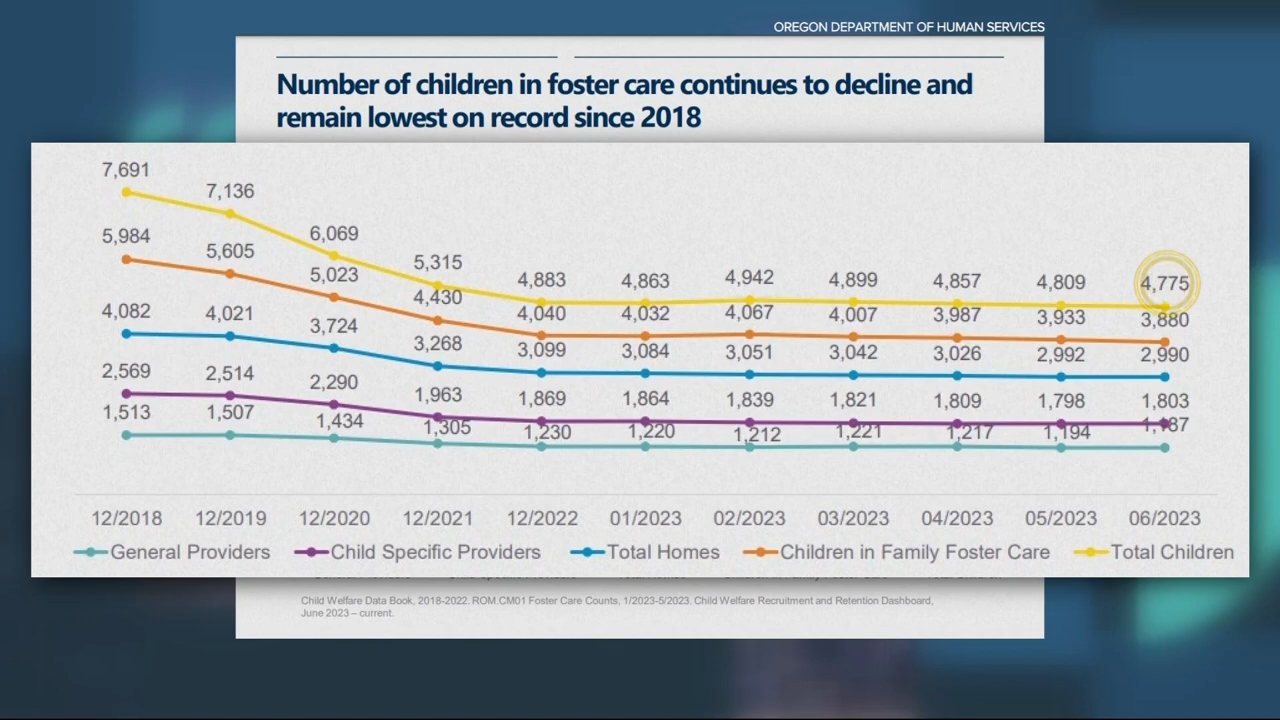 OREGON DEPARTMENT OF HUMAN SERVICES
Number of children in foster care continues to decline and
remain lowest on record since 2018
7,691 7,136 6,069 5,315 4,883 4,863 4,942 4,899 4,857 4,809 4,775
5,984 5,605 5,023 4,430 4,040 4,032 4,067 4,007 3,987 3,933 3,880
4,082 4,021 3,724 3,268 3,099 3,084 3,051 3,042 3,026 2,992 2,990
2,569 2,514 2,290 1,963 1,869 1,864 1,839 1,821 1,809 1,798 1,803
1,513 1,507 1,434 1,305 1,230 1,220 1,212 1,221 1,217 1,194 1,187
12/2018 12/2019 12/2020 12/2021 12/2022 01/2023 02/2023 03/2023 04/2023 05/2023 06/2023
General Providers Child Specific Providers Total Homes Children in Family Foster Care Total Children
Child Welfare Data Book, 2018-2022. ROM.CM01 Foster Care Counts, 1/2023-5/2023. Child Welfare Recruitment and Retention Dashboard,
June 2023 – current.